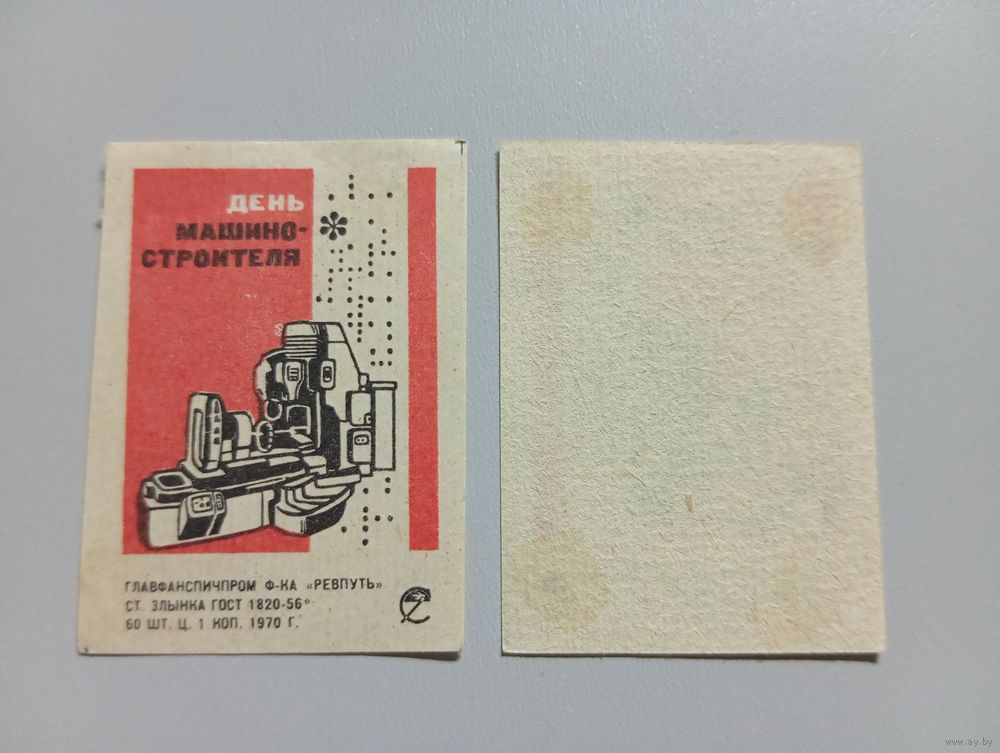 ДЕНЬ
МАШИНО-
СТРОИТЕЛЯ
ГЛАВФАНСПИЧПРОМ Ф-КА «РЕВПУТЬ»
СТ. ЗЛЫНКА ГОСТ 1820-56*
60 ШТ. Ц. 1 КОП. 1970 Г.
www.ay.by